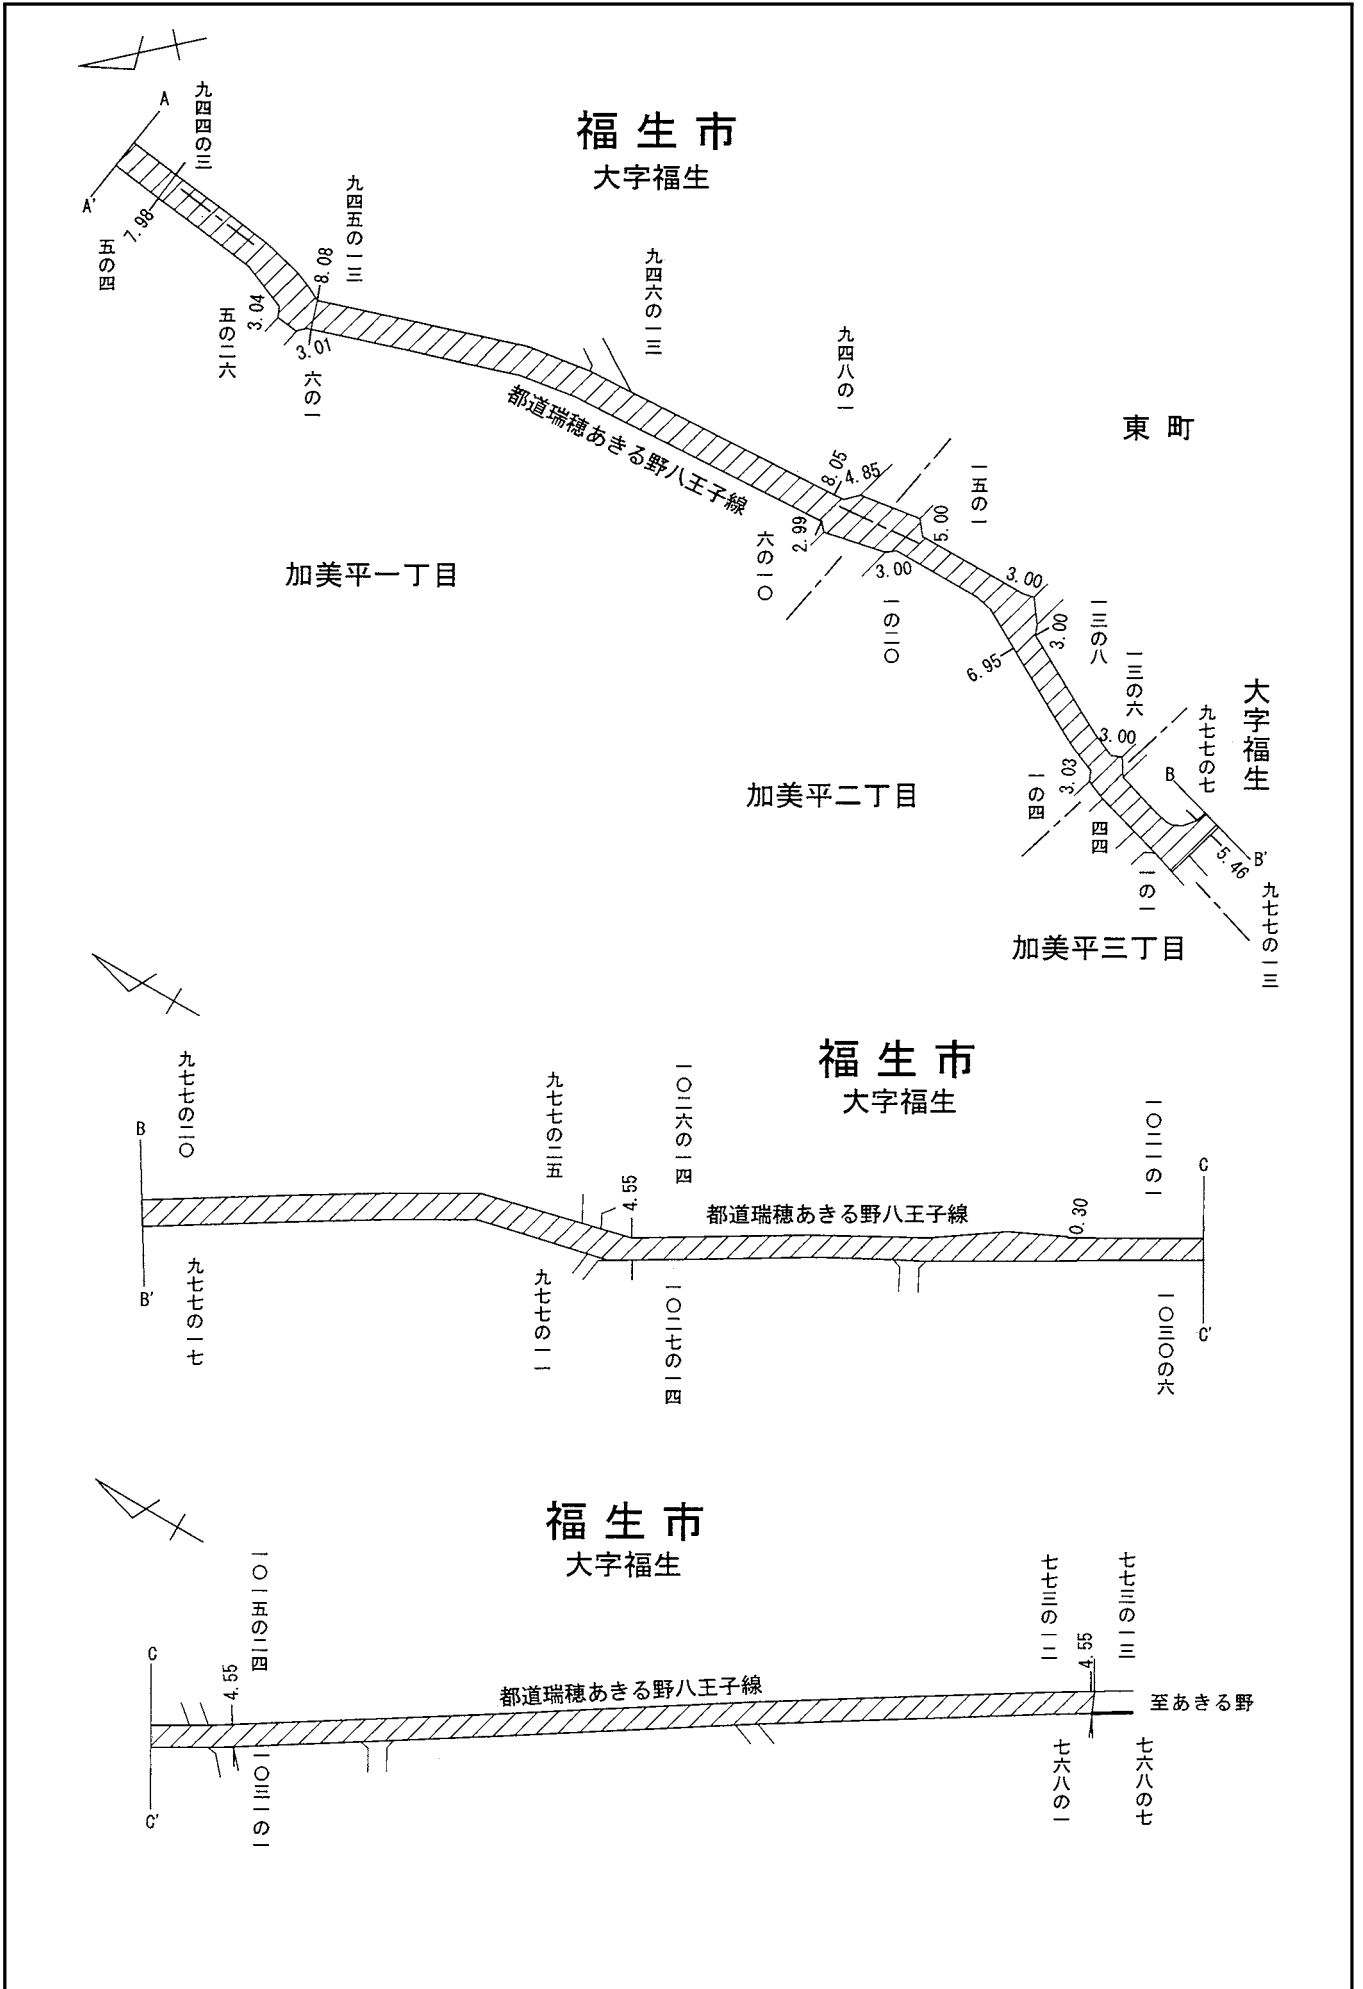 福生市
大字福生
A
九四四の三
A'
7.98
五の四
九四五の一三
8.08
3.04
五の二六
3.01
六の一
九四六の一三
都道瑞穂あきる野八王子線
九四八の一
8.05
4.85
東町
一五の一
5.00
2.99
六の一〇
3.00
一の二〇
加美平一丁目
3.00
3.00
一三の八
6.95
一三の六
3.00
大字福生
九七七の七
B
加美平二丁目
一の四
3.03
四四
一の一
5.46
B'
九七七の一三
加美平三丁目
福生市
大字福生
B
九七七の二〇
九七七の二五
一〇二六の一四
4.55
都道瑞穂あきる野八王子線
0.30
一〇二一の一
C
B'
九七七の一七
九七七の一一
一〇二七の一四
一〇三〇の六
C'
福生市
大字福生
C
一〇一五の二四
4.55
都道瑞穂あきる野八王子線
七七三の一二
4.55
七七三の一三
至あきる野
C'
一〇三一の一
七六八の一
七六八の七